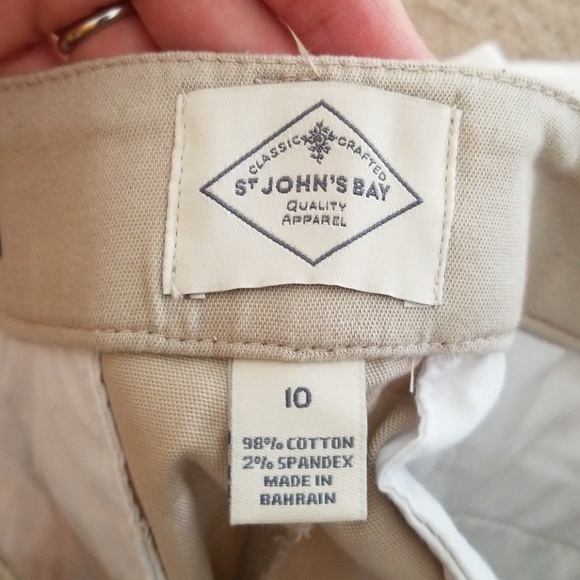 CLASSIC CRAFTED
ST JOHN'S BAY
QUALITY
APPAREL
10
98% COTTON
2% SPANDEX
MADE IN
BAHRAIN